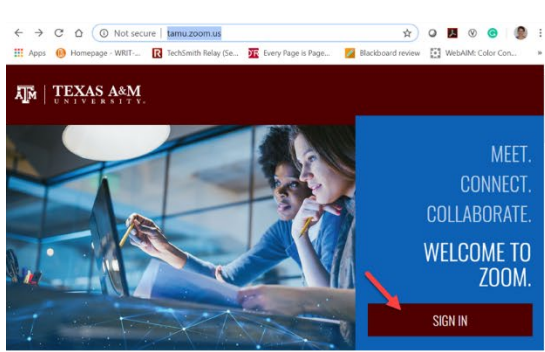 Not secure | tamu.zoom.us
Apps Homepage - WRIT-... TechSmith Relay (Se... Every Page is Page... Blackboard review WebAIM: Color Con... »
ĀM | TEXAS A&M
UNIVERSITY.
MEET.
CONNECT.
COLLABORATE.
WELCOME TO
ZOOM.
SIGN IN